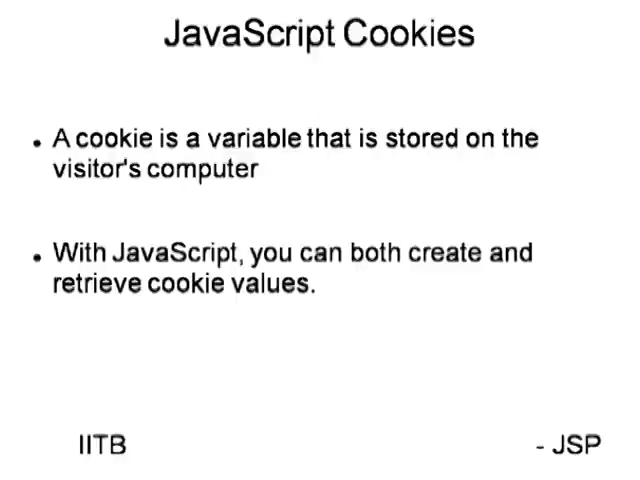 JavaScript Cookies
• A cookie is a variable that is stored on the
visitor's computer
• With JavaScript, you can both create and
retrieve cookie values.
IITB - JSP